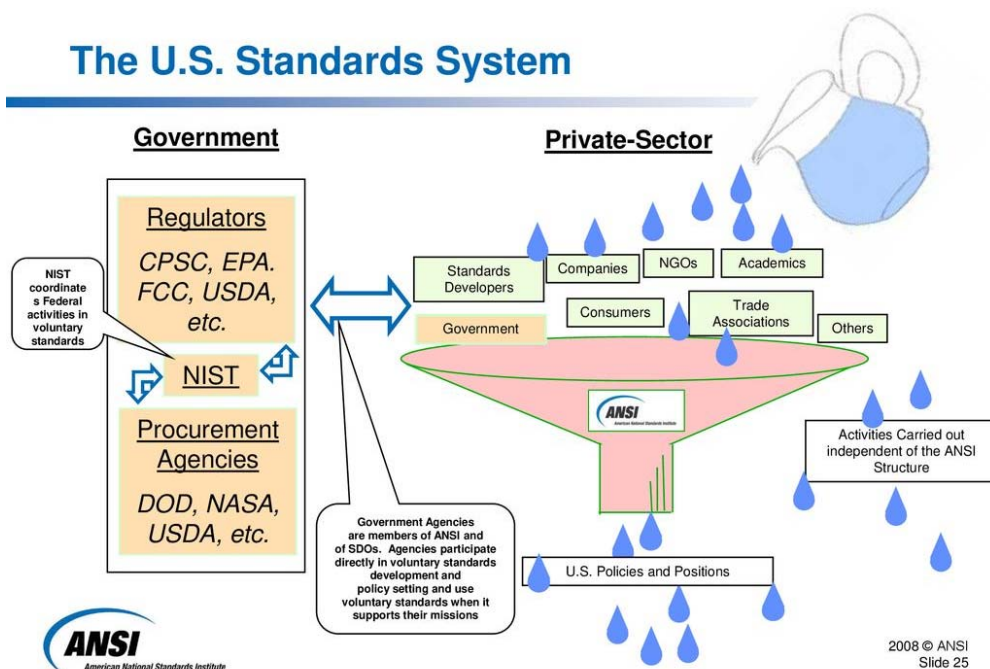 The U.S. Standards System
Government
Private-Sector
Regulators
CPSC, EPA.
FCC, USDA,
etc.
NIST
coordinate
s Federal
activities in
voluntary
standards
NIST
Procurement
Agencies
DOD, NASA,
USDA, etc.
Standards
Developers
Companies
NGOs
Academics
Government
Consumers
Trade
Associations
Others
ANSI
American National Standards Institute
Activities Carried out
independent of the ANSI
Structure
Government Agencies
are members of ANSI and
of SDOs. Agencies participate
directly in voluntary standards
development and
policy setting and use
voluntary standards when it
supports their missions
U.S. Policies and Positions
ANSI
American National Standards Institute
2008 © ANSI
Slide 25